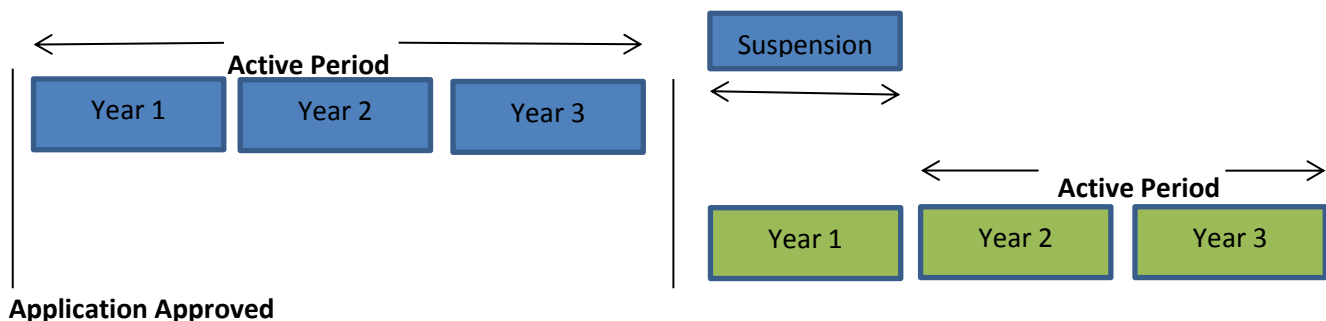 Active Period
Year 1 Year 2 Year 3
Suspension
Active Period
Year 1 Year 2 Year 3
Application Approved